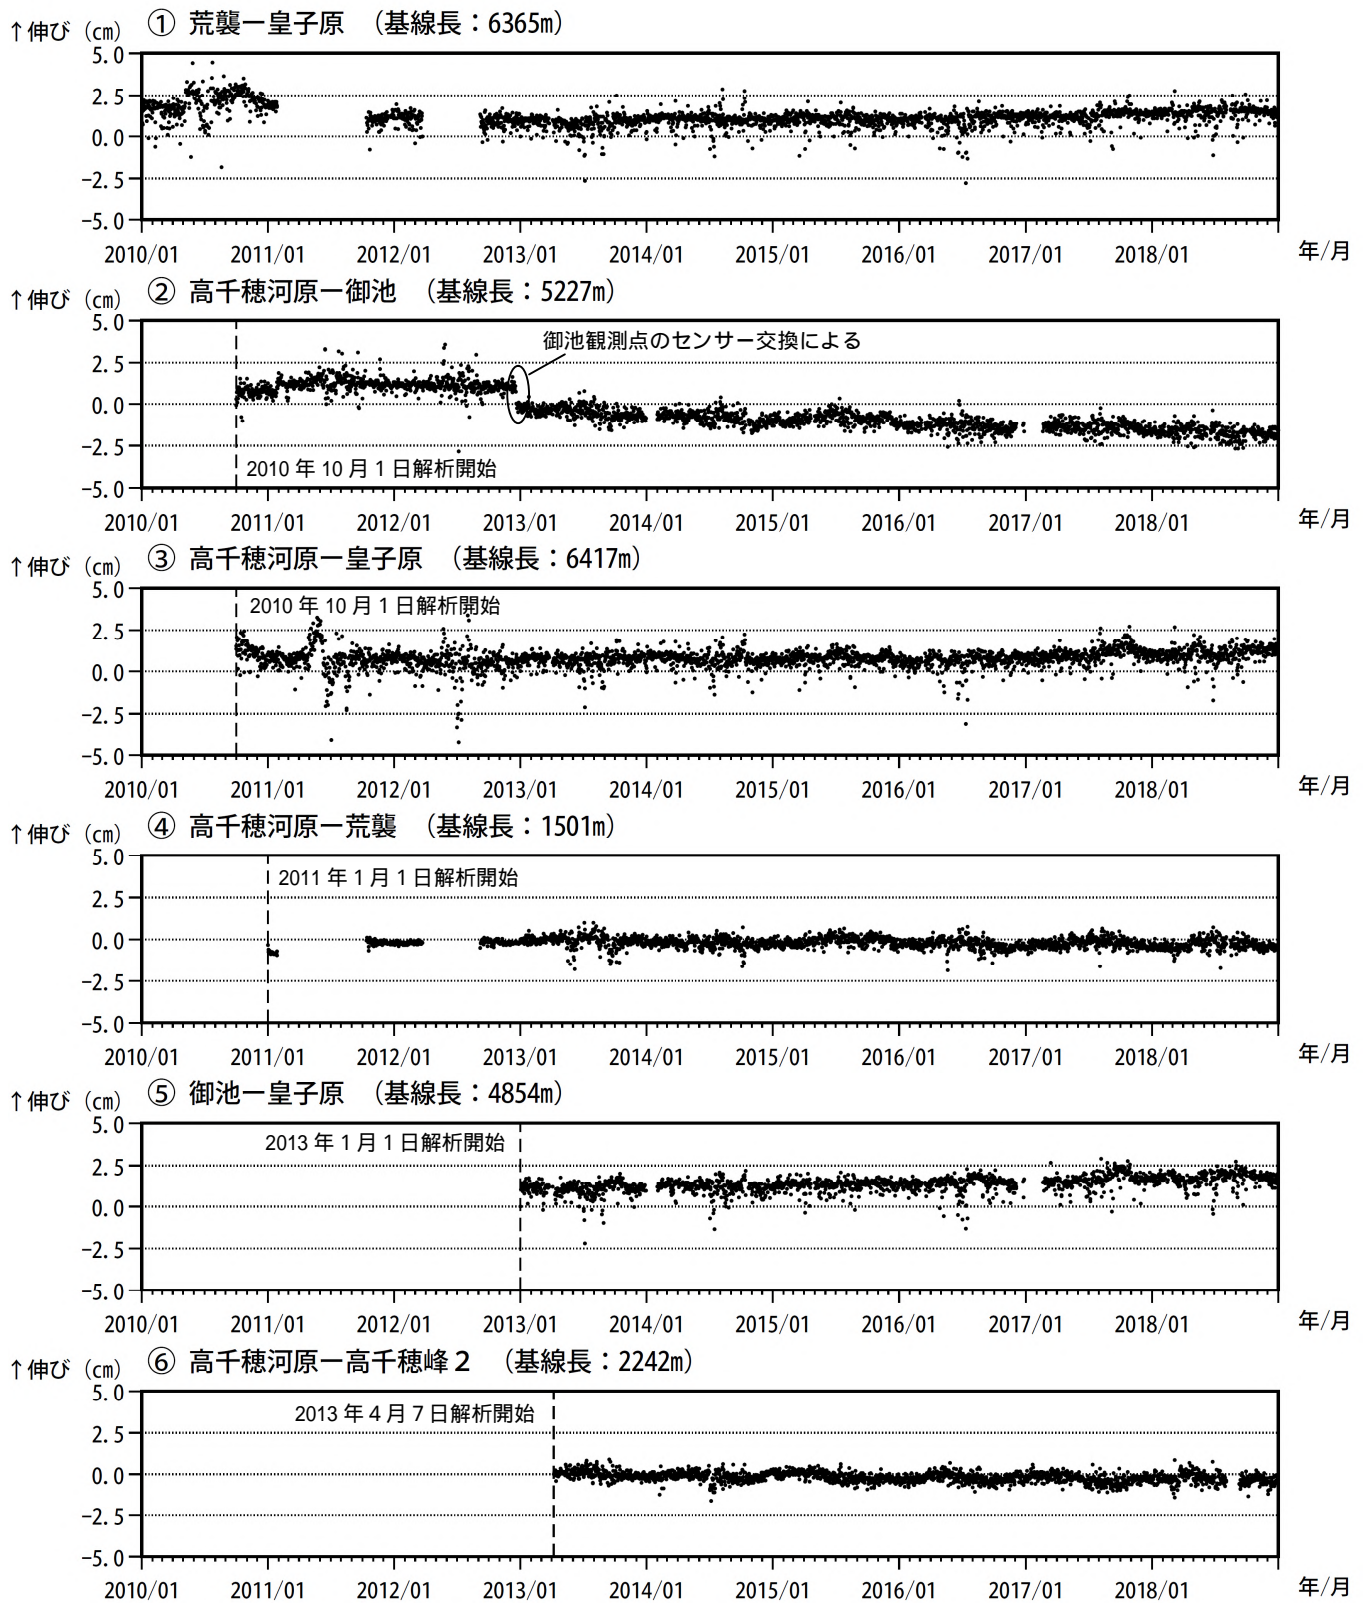 ↑伸び（㎝） ① 荒襲ー皇子原 （基線長：6365m）
5.0
2.5
0.0
−2.5
−5.0
2010/01 2011/01 2012/01 2013/01 2014/01 2015/01 2016/01 2017/01 2018/01 年/月
↑伸び（㎝） ② 高千穂河原ー御池 （基線長：5227m）
5.0
御池観測点のセンサー交換による
2.5
0.0
−2.5
2010 年 10 月 1 日解析開始
−5.0
2010/01 2011/01 2012/01 2013/01 2014/01 2015/01 2016/01 2017/01 2018/01 年/月
↑伸び（㎝） ③ 高千穂河原ー皇子原 （基線長：6417m）
5.0
2010 年 10 月 1 日解析開始
2.5
0.0
−2.5
−5.0
2010/01 2011/01 2012/01 2013/01 2014/01 2015/01 2016/01 2017/01 2018/01 年/月
↑伸び（㎝） ④ 高千穂河原ー荒襲 （基線長：1501m）
5.0
2011 年 1 月 1 日解析開始
2.5
0.0
−2.5
−5.0
2010/01 2011/01 2012/01 2013/01 2014/01 2015/01 2016/01 2017/01 2018/01 年/月
↑伸び（㎝） ⑤ 御池ー皇子原 （基線長：4854m）
5.0
2013 年 1 月 1 日解析開始
2.5
0.0
−2.5
−5.0
2010/01 2011/01 2012/01 2013/01 2014/01 2015/01 2016/01 2017/01 2018/01 年/月
↑伸び（㎝） ⑥ 高千穂河原ー高千穂峰２ （基線長：2242m）
5.0
2013 年 4 月 7 日解析開始
2.5
0.0
−2.5
−5.0
2010/01 2011/01 2012/01 2013/01 2014/01 2015/01 2016/01 2017/01 2018/01 年/月